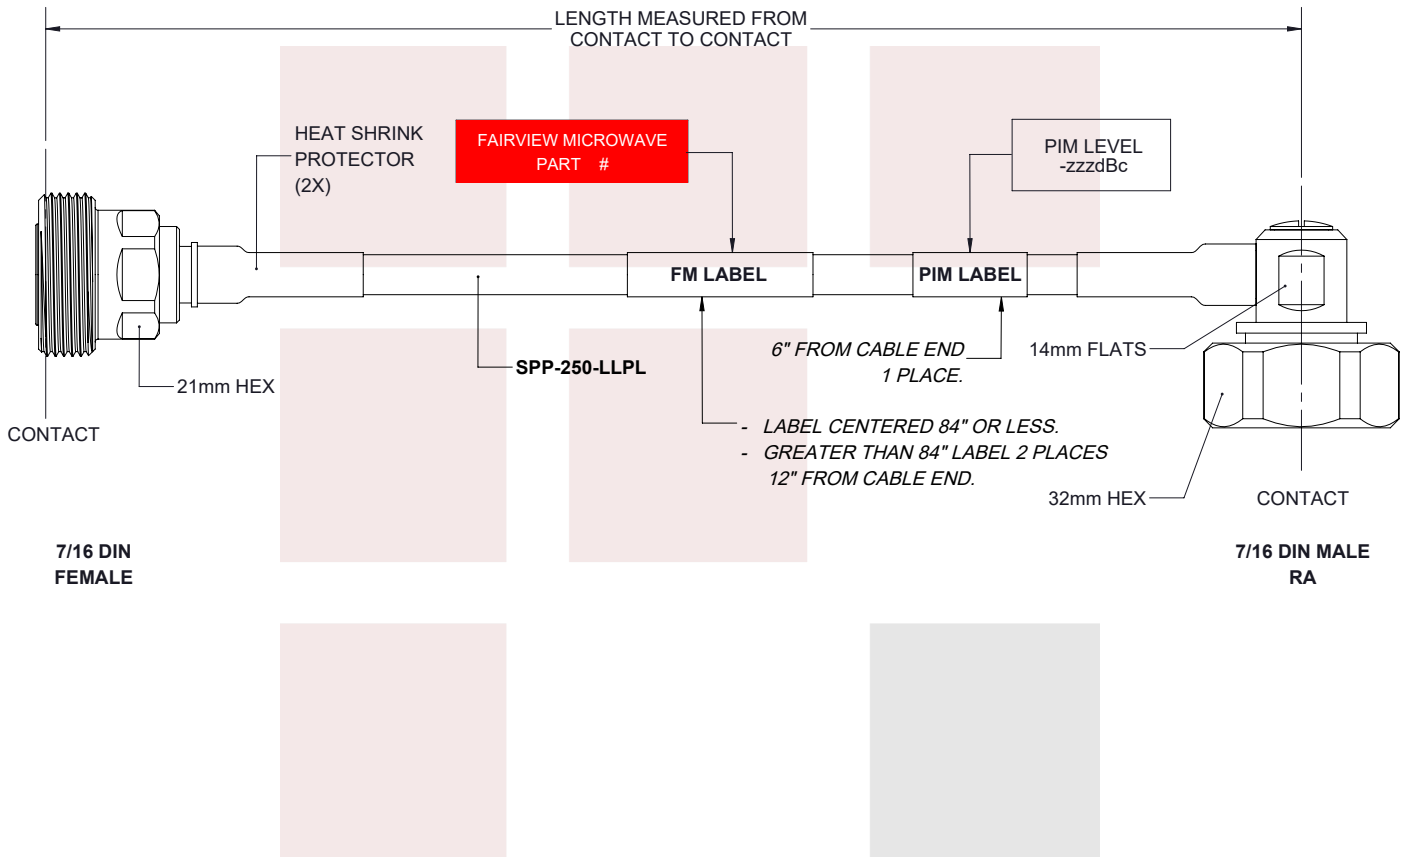 LENGTH MEASURED FROM
CONTACT TO CONTACT
HEAT SHRINK
PROTECTOR
(2X)
FAIRVIEW MICROWAVE
PART #
PIM LEVEL
-zzzdBc
FM LABEL
PIM LABEL
6" FROM CABLE END
1 PLACE.
14mm FLATS
SPP-250-LLPL
21mm HEX
CONTACT
- LABEL CENTERED 84" OR LESS.
- GREATER THAN 84" LABEL 2 PLACES
12" FROM CABLE END.
32mm HEX
CONTACT
7/16 DIN
FEMALE
7/16 DIN MALE
RA